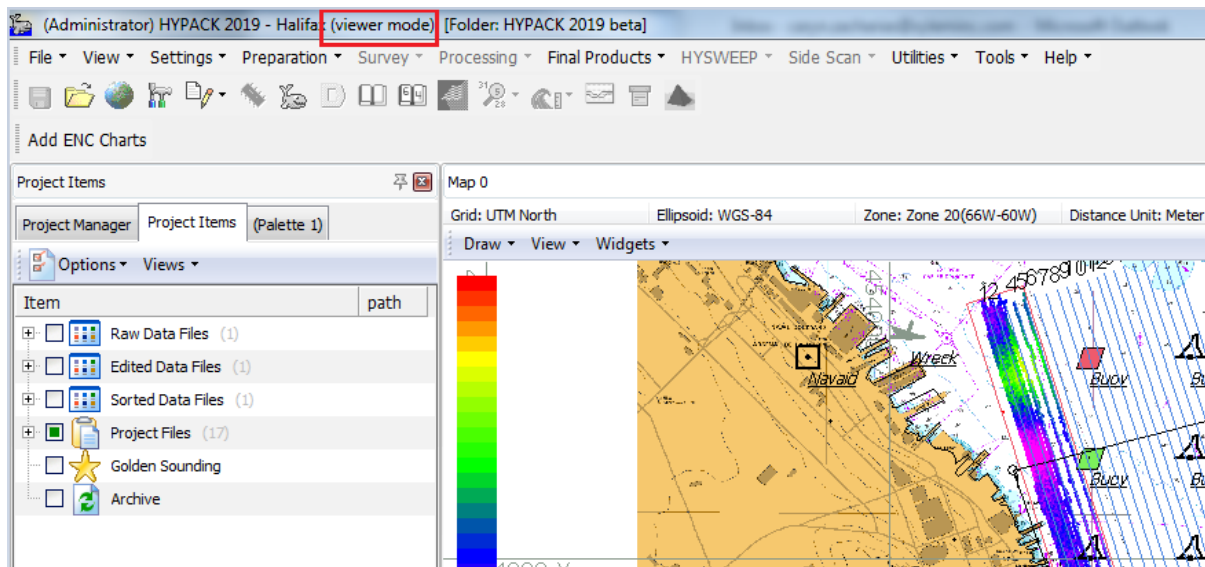 (Administrator) HYPACK 2019 - Halifax (viewer mode) [Folder: HYPACK 2019 beta]
File View Settings Preparation Survey Processing Final Products HYSWEEP Side Scan Utilities Tools Help
Add ENC Charts
Project Items
Map 0
Project Manager Project Items (Palette 1)
Grid: UTM North Ellipsoid: WGS-84 Zone: Zone 20(66W-60W) Distance Unit: Meter
Options Views
Draw View Widgets
Item path
Raw Data Files (1)
Edited Data Files (1)
Sorted Data Files (1)
Project Files (17)
Golden Sounding
Archive
Navaid
Wreck
Buoy
Buoy